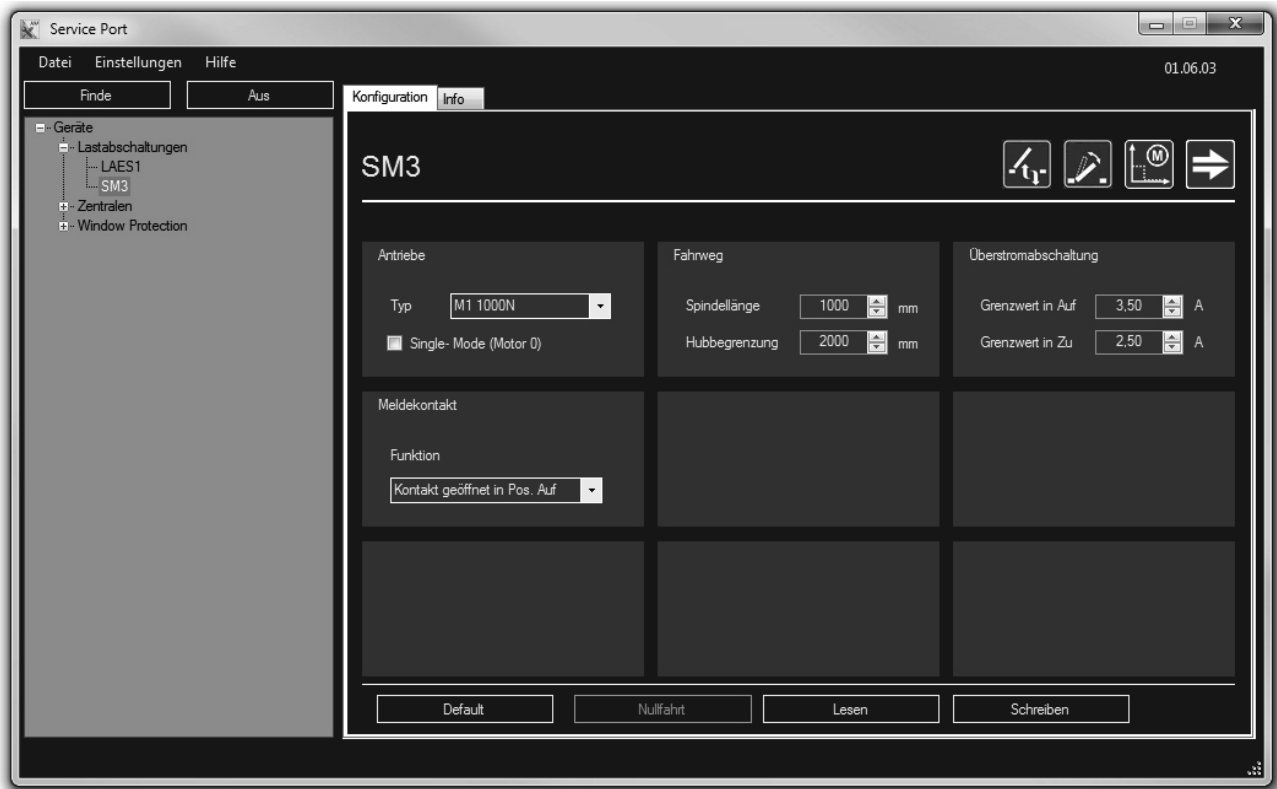 Service Port
Datei Einstellungen Hilfe
01.06.03
Finde Aus
Konfiguration Info
Geräte
Lastabschaltungen
LAES1
SM3
Zentralen
Window Protection
SM3
t
M
Antriebe
Typ M1 1000N
Single- Mode (Motor 0)
Fahrweg
Spindellänge 1000 mm
Hubbegrenzung 2000 mm
Überstromabschaltung
Grenzwert in Auf 3,50 A
Grenzwert in Zu 2,50 A
Meldekontakt
Funktion
Kontakt geöffnet in Pos. Auf
Default Nullfahrt Lesen Schreiben